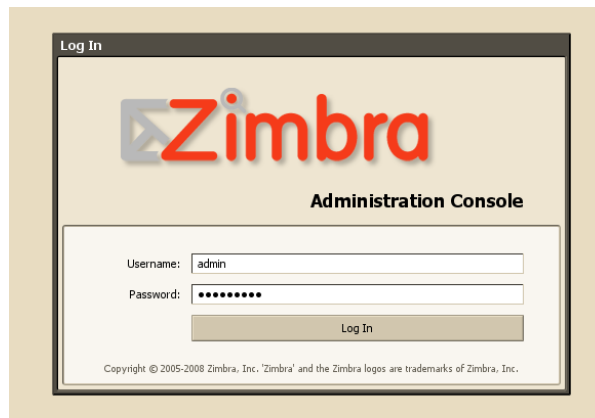 Log In
Zimbra
Administration Console
Username: admin
Password: •••••••••
Log In
Copyright © 2005-2008 Zimbra, Inc. 'Zimbra' and the Zimbra logos are trademarks of Zimbra, Inc.